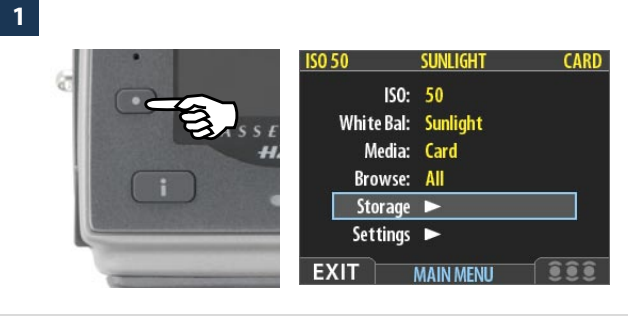 1
ISO 50 SUNLIGHT CARD
ISO: 50
White Bal: Sunlight
Media: Card
Browse: All
Storage ►
Settings ►
EXIT MAIN MENU
A S S E
i